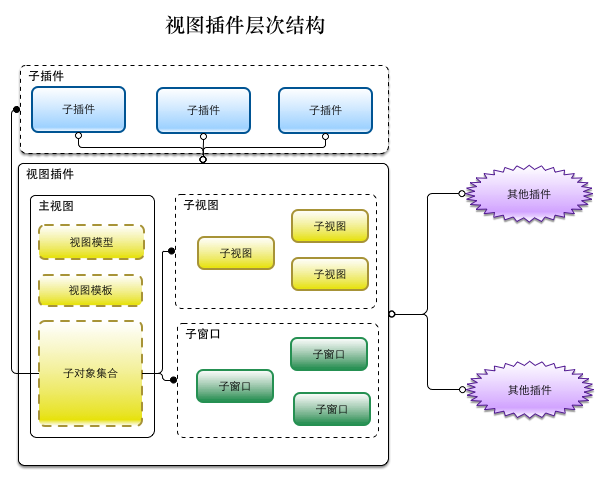 视图插件层次结构
子插件
子插件
子插件
子插件
视图插件
主视图
视图模型
视图模板
子对象集合
子视图
子视图
子视图
子视图
子窗口
子窗口
子窗口
子窗口
其他插件
其他插件